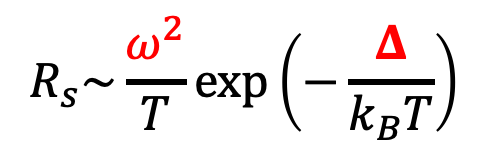 R_s ~ ω²/T exp(− Δ/k_B T)